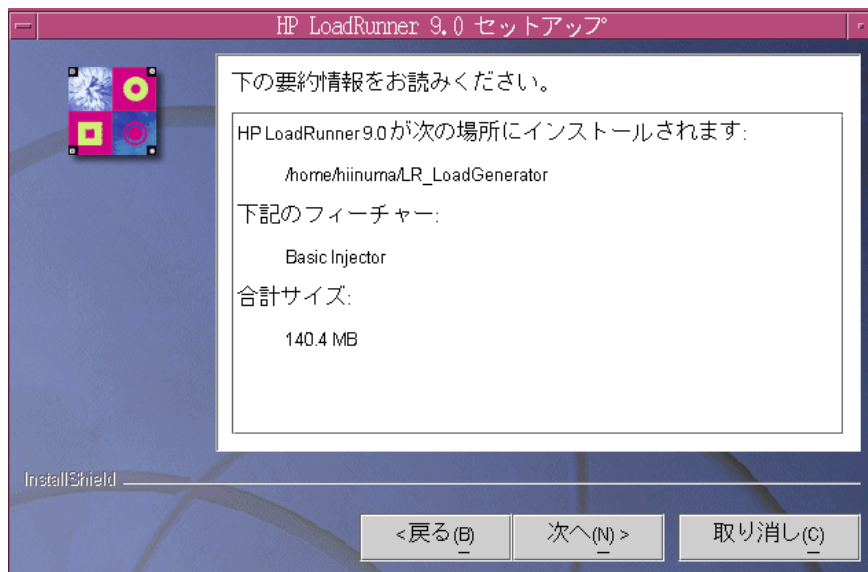 HP LoadRunner 9.0 セットアップ
下の要約情報をお読みください。
HP LoadRunner 9.0 が次の場所にインストールされます:
/home/hiinuma/LR_LoadGenerator
下記のフィーチャー:
Basic Injector
合計サイズ:
140.4 MB
InstallShield
<戻る(B) 次へ(N) > 取り消し(C)